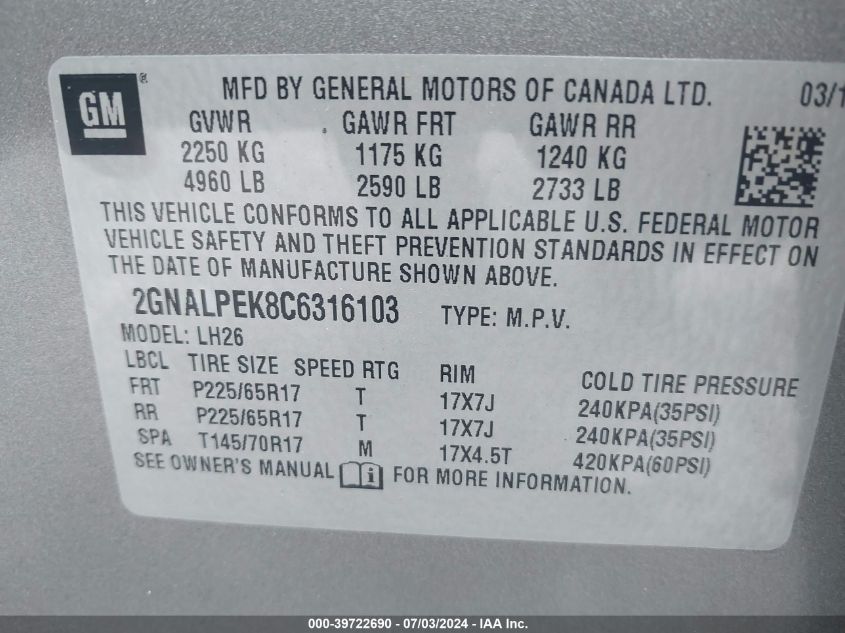 GM ® MFD BY GENERAL MOTORS OF CANADA LTD. 03/1
GVWR GAWR FRT GAWR RR
2250 KG 1175 KG 1240 KG
4960 LB 2590 LB 2733 LB
THIS VEHICLE CONFORMS TO ALL APPLICABLE U.S. FEDERAL MOTOR
VEHICLE SAFETY AND THEFT PREVENTION STANDARDS IN EFFECT ON
THE DATE OF MANUFACTURE SHOWN ABOVE.
2GNALPEK8C6316103 TYPE: M.P.V.
MODEL: LH26
LBCL TIRE SIZE SPEED RTG RIM COLD TIRE PRESSURE
FRT P225/65R17 T 17X7J 240KPA(35PSI)
RR P225/65R17 T 17X7J 240KPA(35PSI)
SPA T145/70R17 M 17X4.5T 420KPA(60PSI)
SEE OWNER'S MANUAL i FOR MORE INFORMATION.
000-39722690 - 07/03/2024 - IAA Inc.